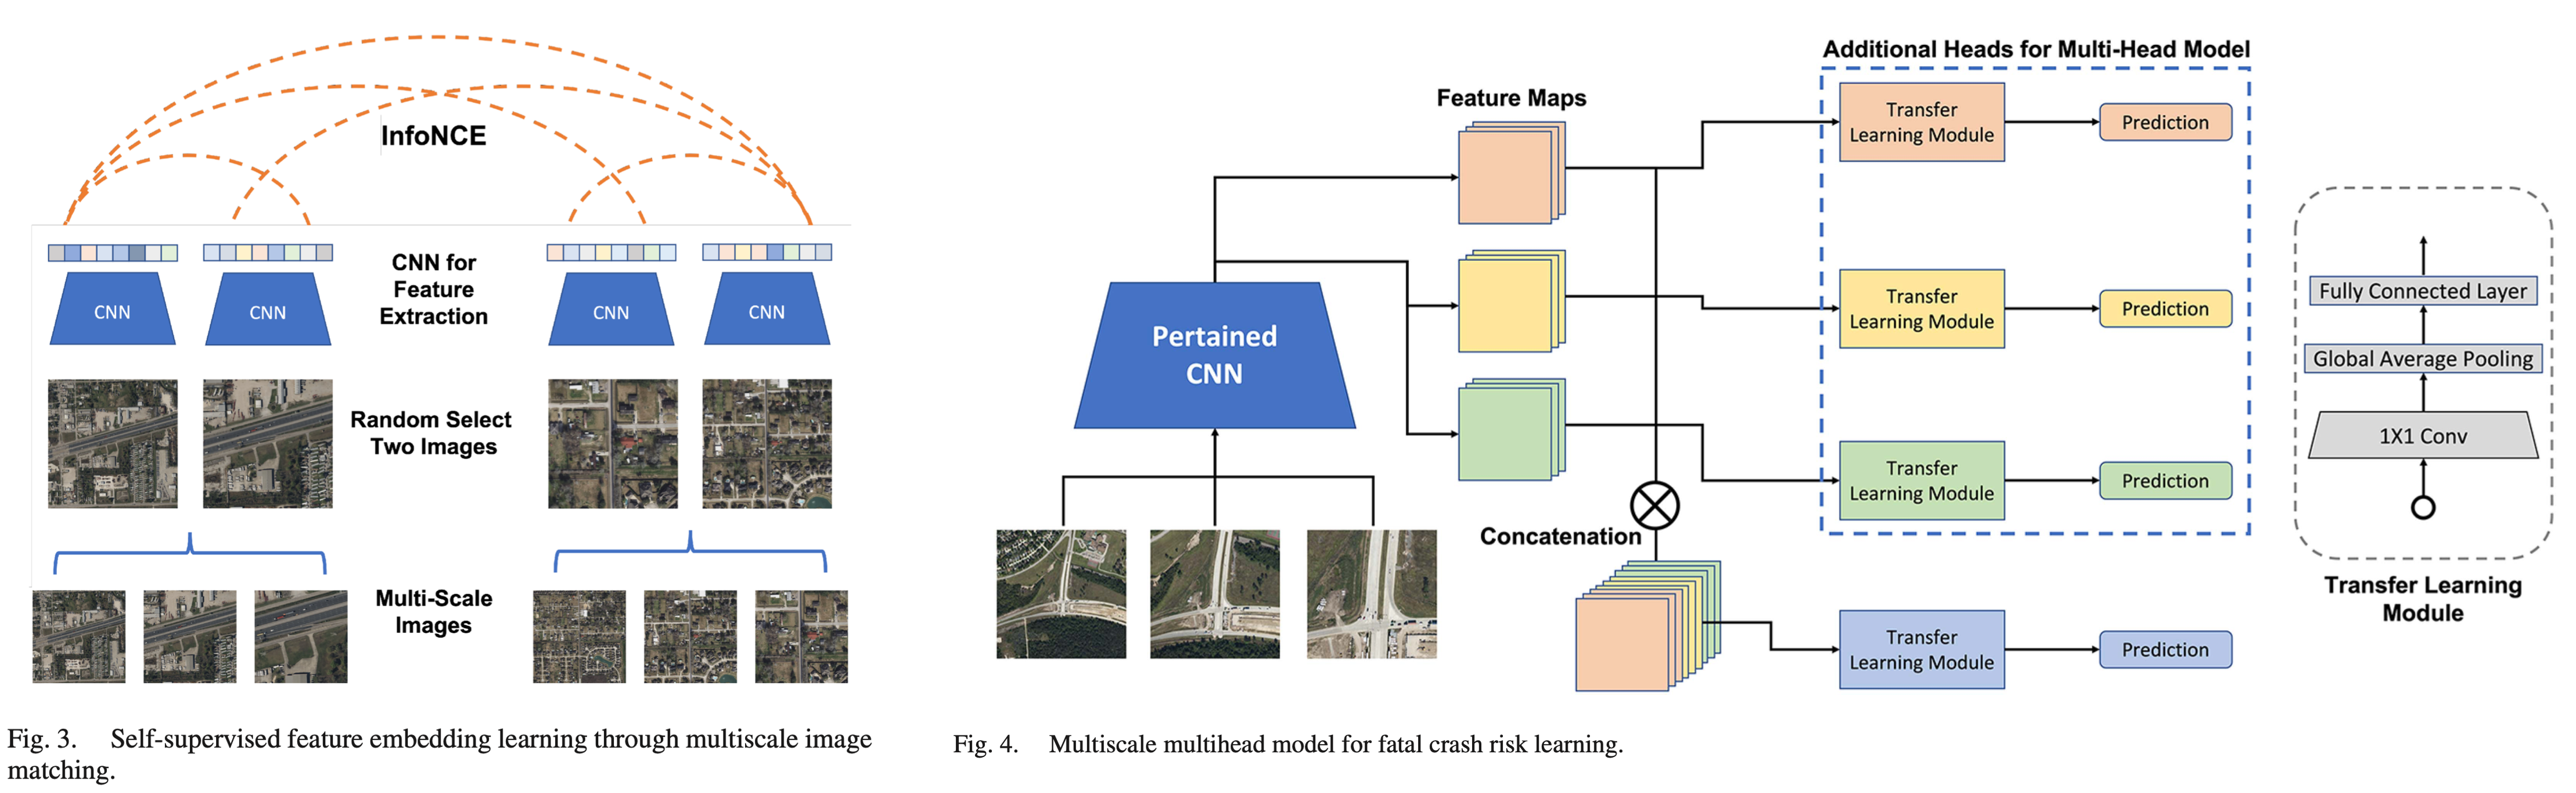 InfoNCE
CNN for
Feature
Extraction
CNN
CNN
CNN
CNN
Random Select
Two Images
Multi-Scale
Images
Fig. 3. Self-supervised feature embedding learning through multiscale image
matching.
Additional Heads for Multi-Head Model
Feature Maps
Transfer
Learning Module
Prediction
Transfer
Learning Module
Prediction
Pertained
CNN
Transfer
Learning Module
Prediction
Concatenation
Transfer
Learning Module
Prediction
Fully Connected Layer
Global Average Pooling
1X1 Conv
Transfer Learning
Module
Fig. 4. Multiscale multihead model for fatal crash risk learning.